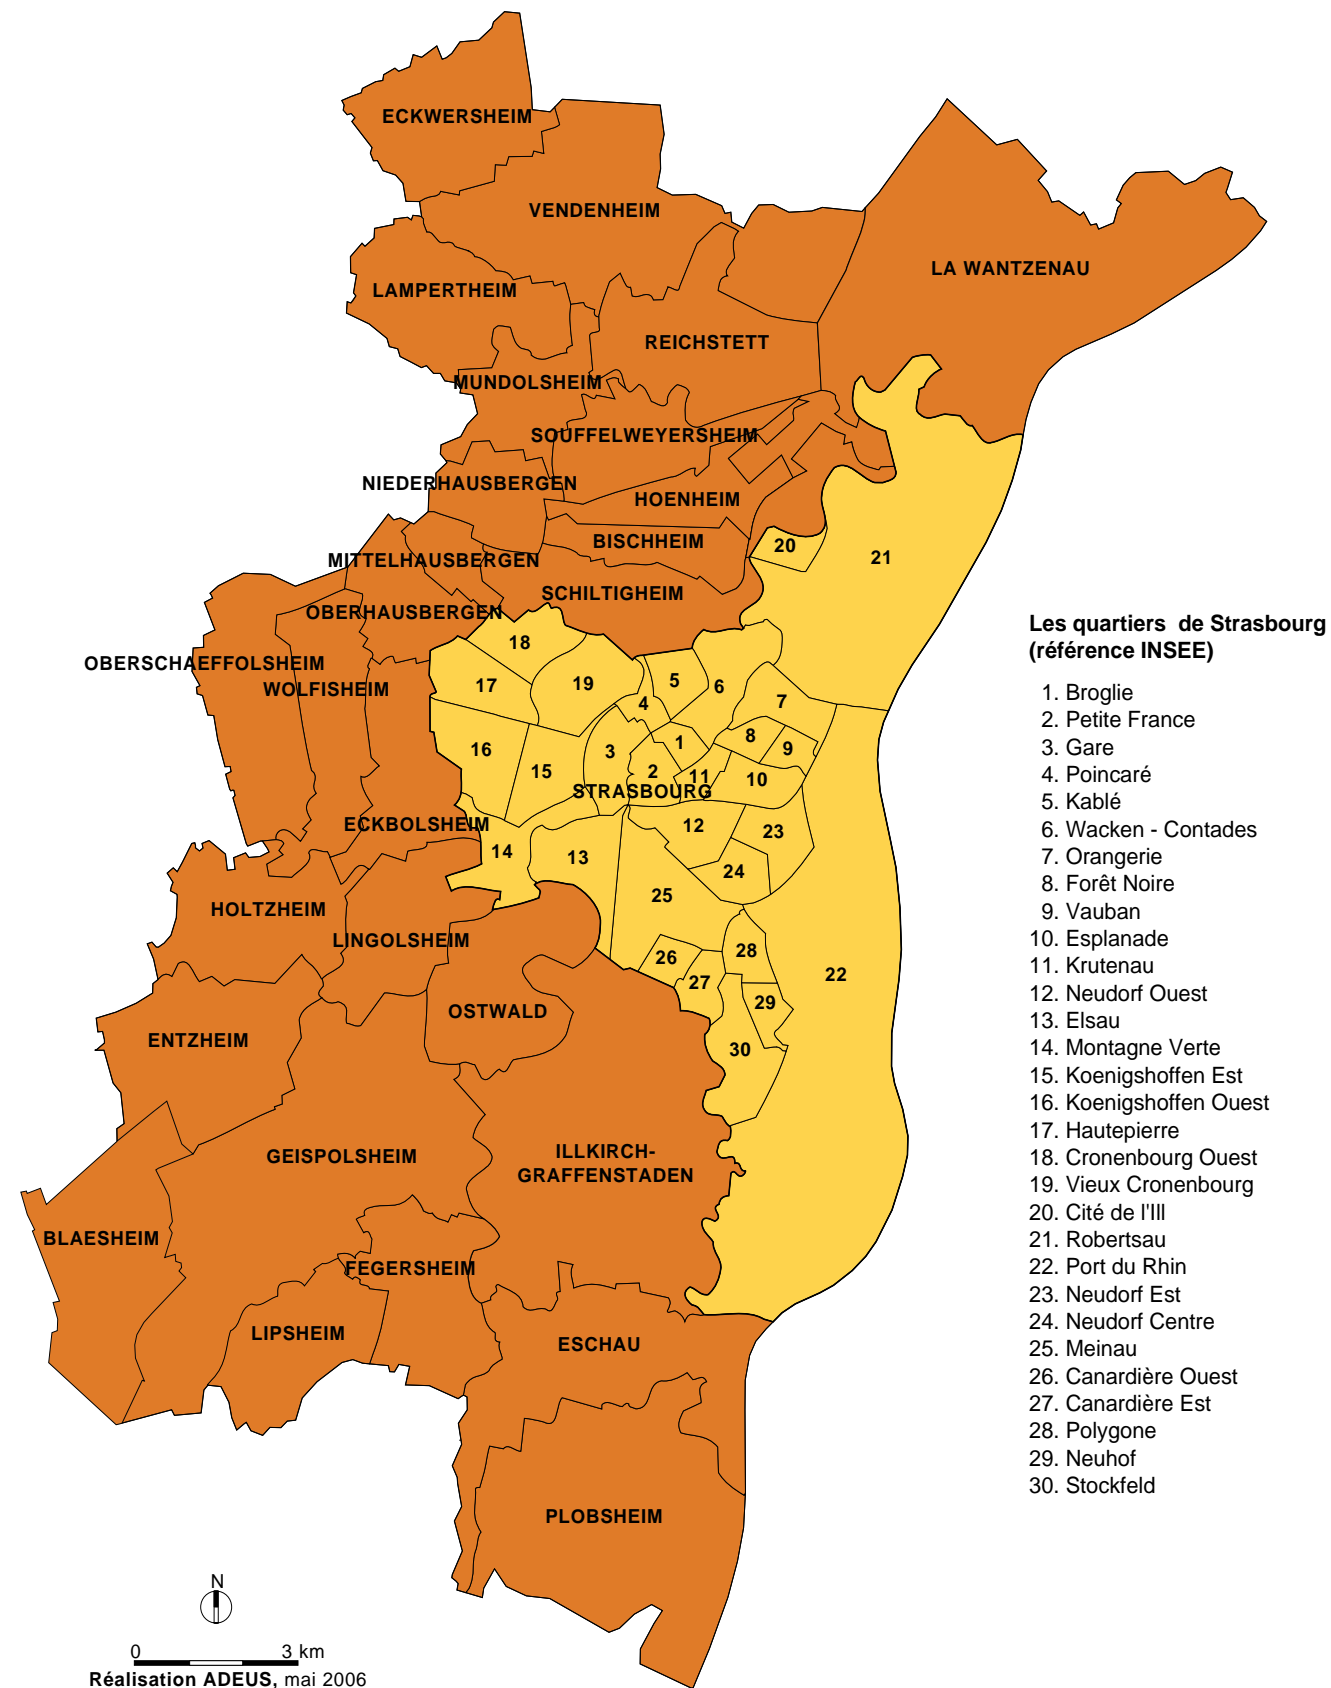 ECKWERSHEIM
VENDENHEIM
LA WANTZENAU
LAMPERTHEIM
REICHSTETT
MUNDOLSHEIM
SOUFFELWEYERSHEIM
NIEDERHAUSBERGEN
HOENHEIM
BISCHHEIM
20
21
MITTELHAUSBERGEN
SCHILTIGHEIM
OBERHAUSBERGEN
18
OBERSCHAEFFOLSHEIM
WOLFISHEIM
17
19
5
6
4
7
16
3
1
8
9
15
2
11
10
STRASBOURG
ECKBOLSHEIM
12
23
14
13
24
25
HOLTZHEIM
LINGOLSHEIM
26
28
22
27
29
OSTWALD
ENTZHEIM
30
GEISPOLSHEIM
ILLKIRCH-
GRAFFENSTADEN
BLAESHEIM
FEGERSHEIM
LIPSHEIM
ESCHAU
PLOBSHEIM
Les quartiers de Strasbourg
(référence INSEE)
1. Broglie
2. Petite France
3. Gare
4. Poincaré
5. Kablé
6. Wacken - Contades
7. Orangerie
8. Forêt Noire
9. Vauban
10. Esplanade
11. Krutenau
12. Neudorf Ouest
13. Elsau
14. Montagne Verte
15. Koenigshoffen Est
16. Koenigshoffen Ouest
17. Hautepierre
18. Cronenbourg Ouest
19. Vieux Cronenbourg
20. Cité de l'Ill
21. Robertsau
22. Port du Rhin
23. Neudorf Est
24. Neudorf Centre
25. Meinau
26. Canardière Ouest
27. Canardière Est
28. Polygone
29. Neuhof
30. Stockfeld
N
0 3 km
Réalisation ADEUS, mai 2006